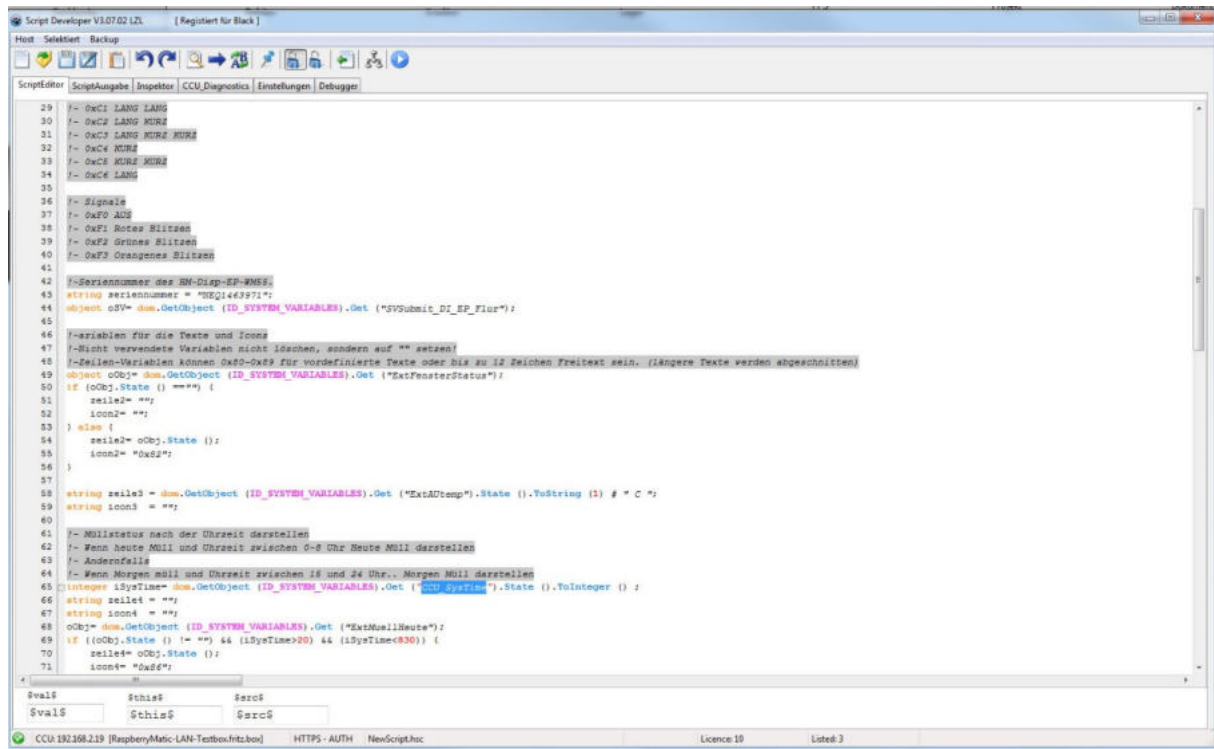 Script Developer V3.07.02 LZL [ Registiert für Black ]
Host Selektiert Backup
ScriptEditor ScriptAusgabe Inspektor CCU_Diagnostics Einstellungen Debugger
29 !- 0xC1 LANG LANG
30 !- 0xC2 LANG KURZ
31 !- 0xC3 LANG KURZ KURZ
32 !- 0xC4 KURZ
33 !- 0xC5 KURZ KURZ
34 !- 0xC6 LANG
35
36 !- Signale
37 !- 0xF0 AUS
38 !- 0xF1 Rotes Blitzen
39 !- 0xF2 Grünes Blitzen
40 !- 0xF3 Orangenes Blitzen
41
42 !-Seriennummer des HM-Disp-EP-WM55.
43 string seriennummer = "NEQ1463971";
44 object oSV= dom.GetObject (ID_SYSTEM_VARIABLES).Get ("SVSubmit_DI_EP_Flur");
45
46 !-ariablen für die Texte und Icons
47 !-Nicht verwendete Variablen nicht löschen, sondern auf "" setzen!
48 !-Zeilen-Variablen können 0x80-0x89 für vordefinierte Texte oder bis zu 12 Zeichen Freitext sein. (längere Texte werden abgeschnitten)
49 object oObj= dom.GetObject (ID_SYSTEM_VARIABLES).Get ("ExtFensterStatus");
50 if (oObj.State () =="") {
51 zeile2= "";
52 icon2= "";
53 } else {
54 zeile2= oObj.State ();
55 icon2= "0x82";
56 }
57
58 string zeile3 = dom.GetObject (ID_SYSTEM_VARIABLES).Get ("ExtAUtemp").State ().ToString (1) # " C ";
59 string icon3 = "";
60
61 !- Müllstatus nach der Uhrzeit darstellen
62 !- Wenn heute Müll und Uhrzeit zwischen 0-8 Uhr Heute Müll darstellen
63 !- Andernfalls
64 !- Wenn Morgen müll und Uhrzeit zwischen 16 und 24 Uhr.. Morgen Müll darstellen
65 integer iSysTime= dom.GetObject (ID_SYSTEM_VARIABLES).Get ("CCU_SysTime").State ().ToInteger () ;
66 string zeile4 = "";
67 string icon4 = "";
68 oObj= dom.GetObject (ID_SYSTEM_VARIABLES).Get ("ExtMuellHeute");
69 if ((oObj.State () != "") && (iSysTime>20) && (iSysTime<830)) {
70 zeile4= oObj.State ();
71 icon4= "0x86";
$val$ $this$ $src$
$val$ $this$ $src$
CCU: 192.168.2.19 [RaspberryMatic-LAN-Testbox.fritz.box] HTTPS - AUTH NewScript.hsc Licence: 10 Listed: 3